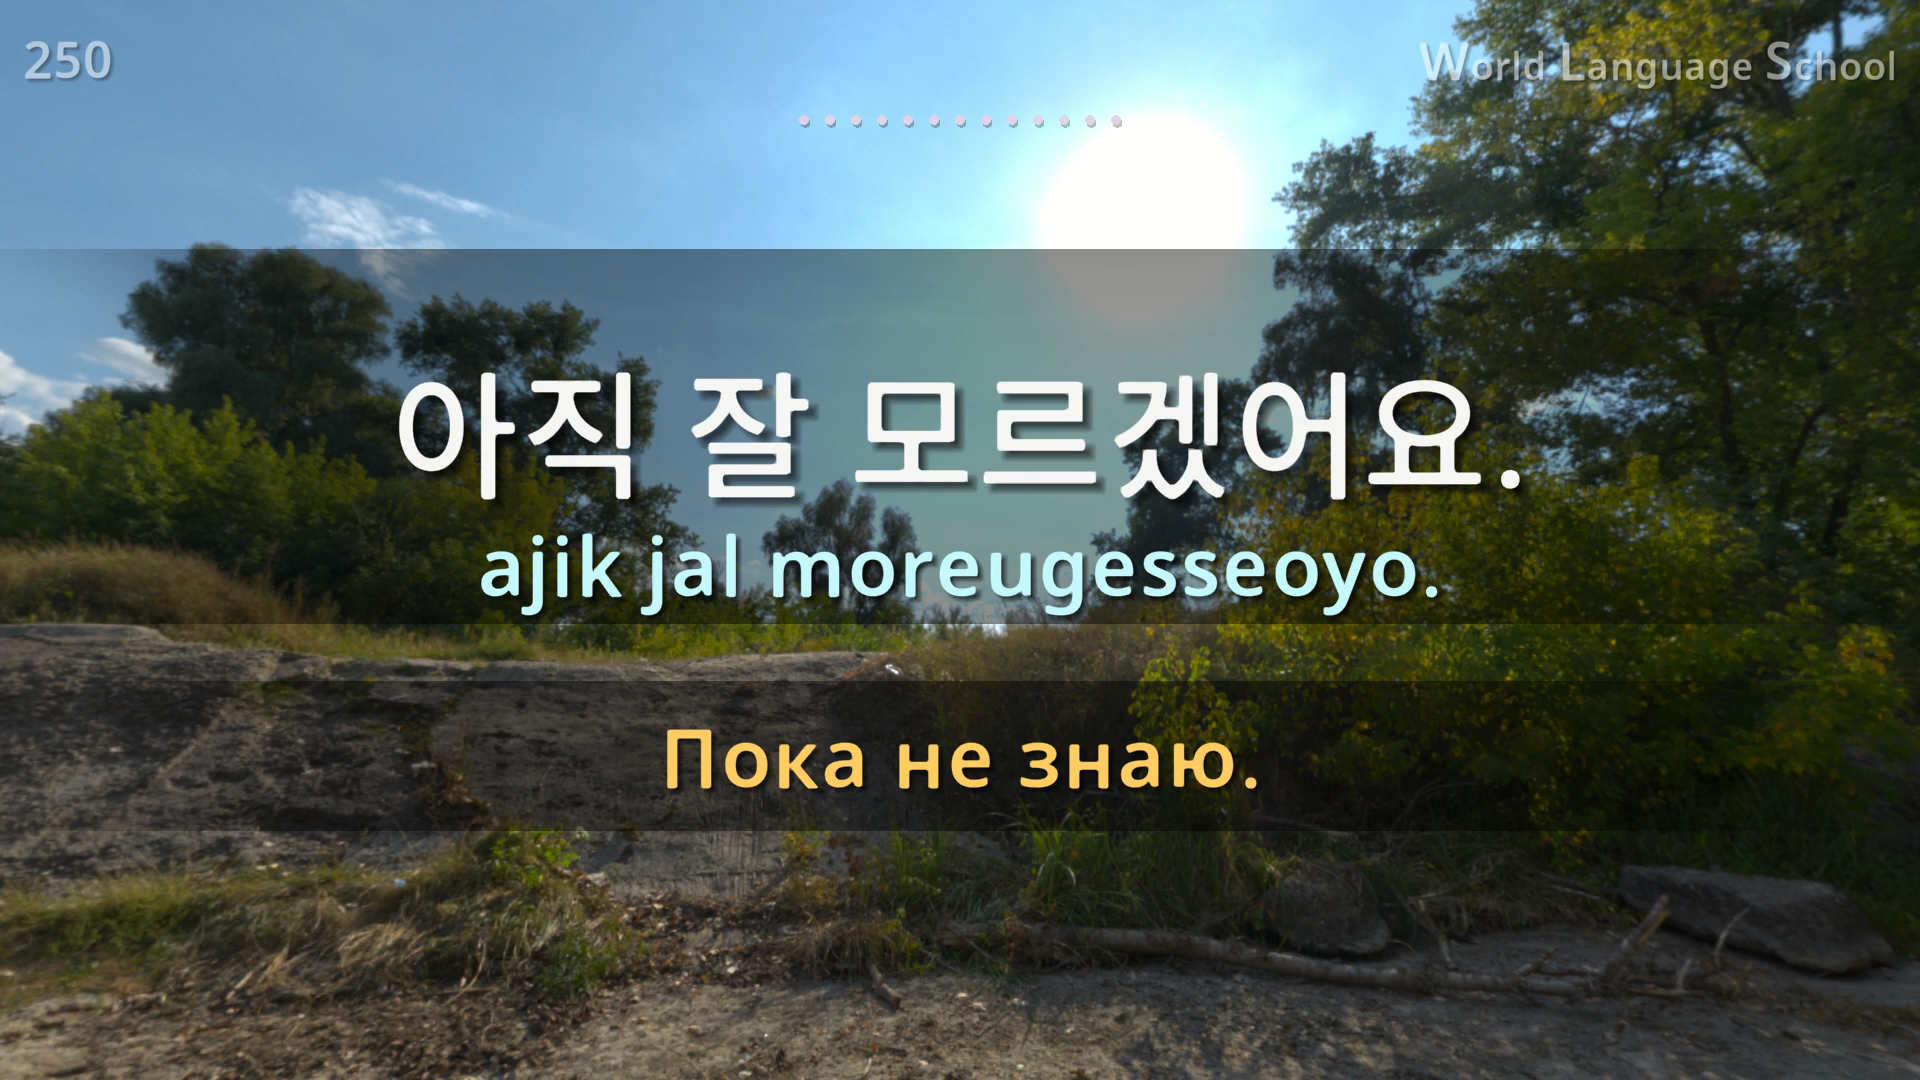 250
World Language School
아직 잘 모르겠어요.
ajik jal moreugesseoyo.
Пока не знаю.